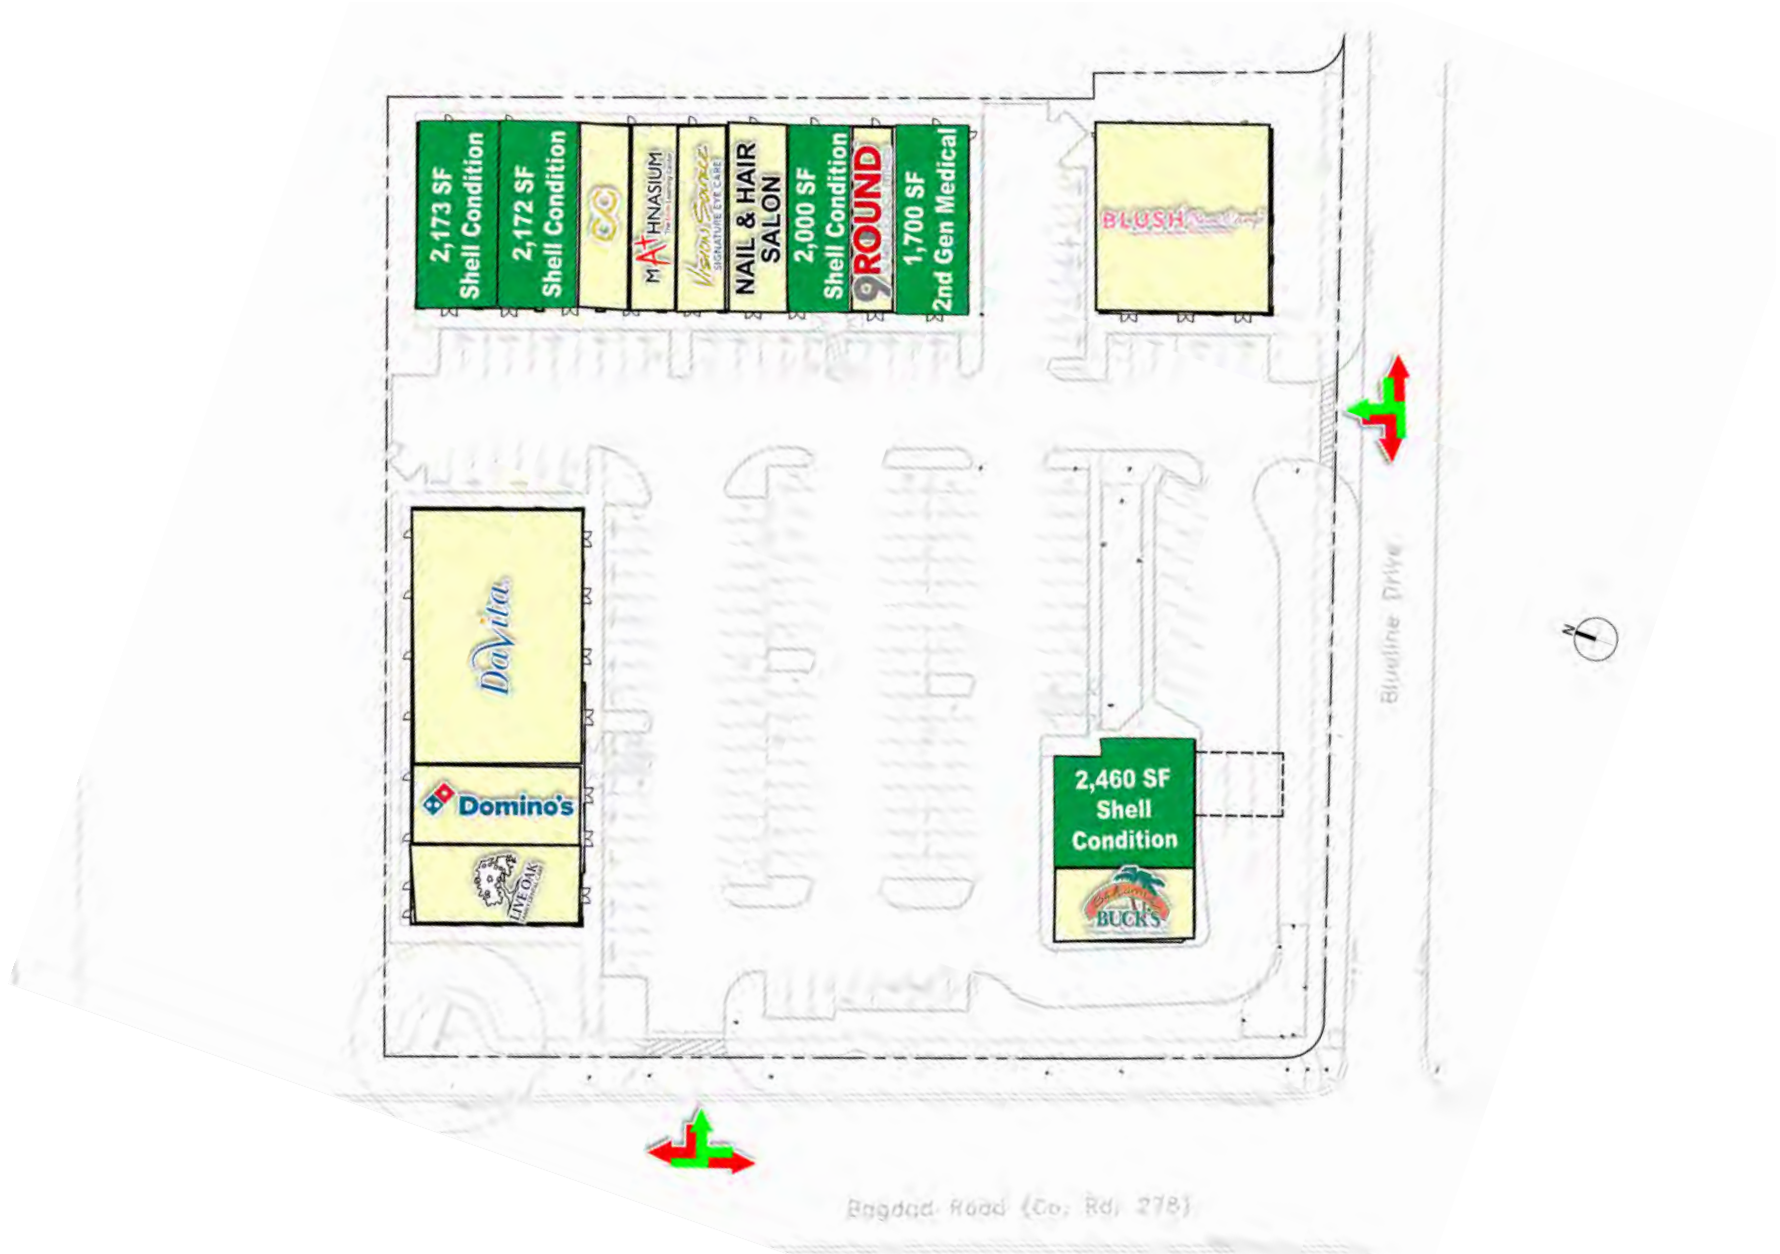 2,173 SF
Shell Condition
2,172 SF
Shell Condition
MATHNASIUM
The Math Learning Center
Vision Source
SIGNATURE EYE CARE
NAIL & HAIR
SALON
2,000 SF
Shell Condition
9ROUND
1,700 SF
2nd Gen Medical
BLUSH
DaVita
Domino's
LIVE OAK
2,460 SF
Shell
Condition
BUCK'S
N
Blueline Drive
Bagdad Road (Co. Rd. 278)